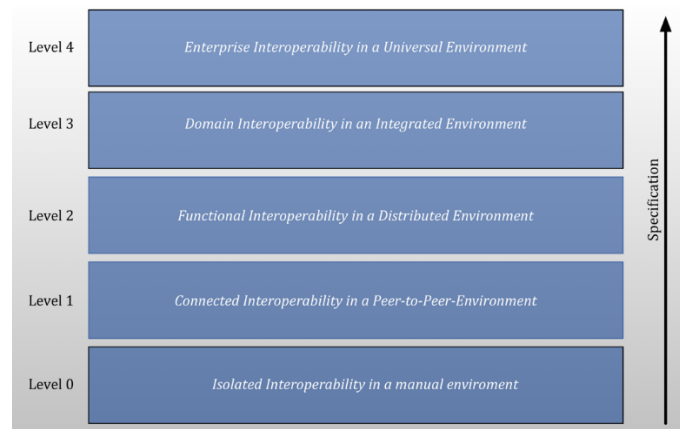 Level 4
Enterprise Interoperability in a Universal Environment
Level 3
Domain Interoperability in an Integrated Environment
Level 2
Functional Interoperability in a Distributed Environment
Level 1
Connected Interoperability in a Peer-to-Peer-Environment
Level 0
Isolated Interoperability in a manual enviroment
Specification